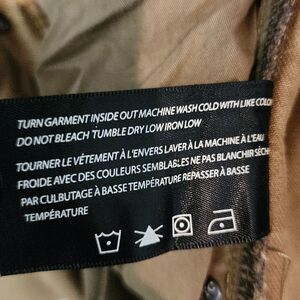 TURN GARMENT INSIDE OUT MACHINE WASH COLD WITH LIKE COLOR
DO NOT BLEACH TUMBLE DRY LOW IRON LOW
TOURNER LE VÊTEMENT À L'ENVERS LAVER À LA MACHINE À L'EAU
FROIDE AVEC DES COULEURS SEMBLABLES NE PAS BLANCHIR SÉCH
PAR CULBUTAGE À BASSE TEMPÉRATURE REPASSER À BASSE
TEMPÉRATURE